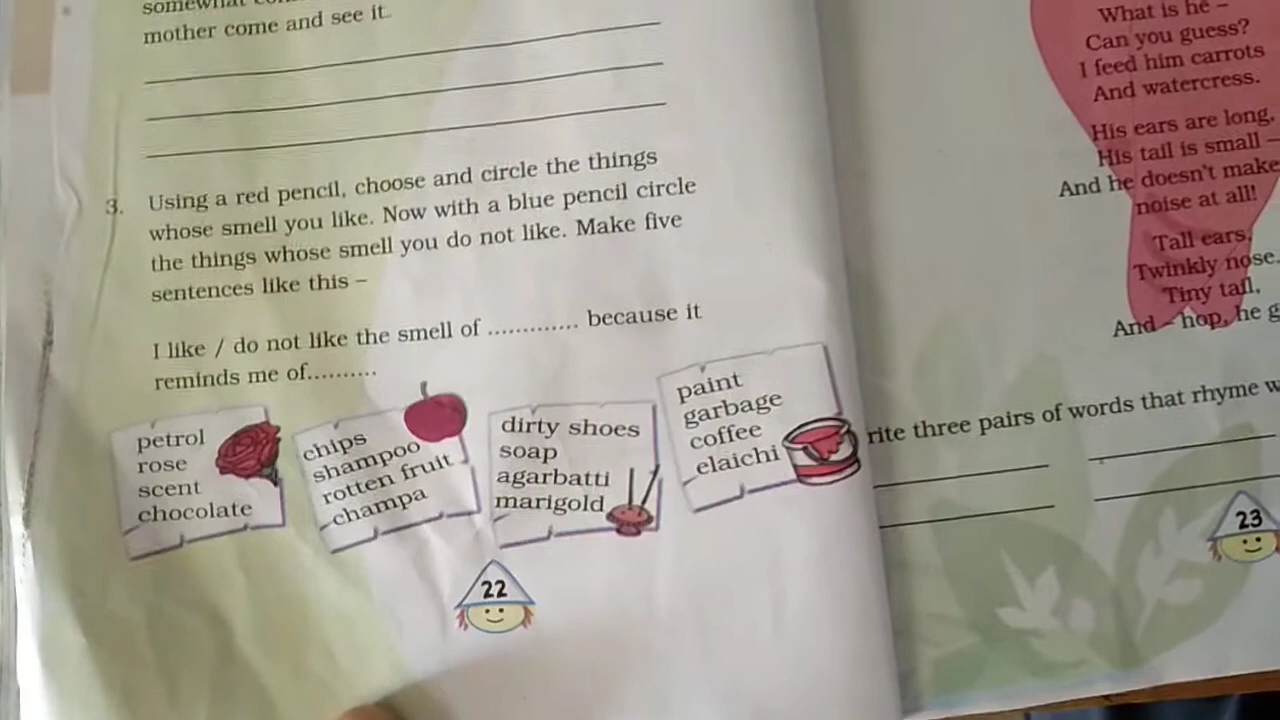 somewhat
mother come and see it.
3. Using a red pencil, choose and circle the things
whose smell you like. Now with a blue pencil circle
the things whose smell you do not like. Make five
sentences like this –
I like / do not like the smell of ............. because it
reminds me of..........
petrol
rose
scent
chocolate
chips
shampoo
rotten fruit
champa
dirty shoes
soap
agarbatti
marigold
paint
garbage
coffee
elaichi
22
What is he –
Can you guess?
I feed him carrots
And watercress.
His ears are long,
His tail is small –
And he doesn't make
noise at all!
Tall ears,
Twinkly nose.
Tiny tail,
And – hop, he g
rite three pairs of words that rhyme w
23